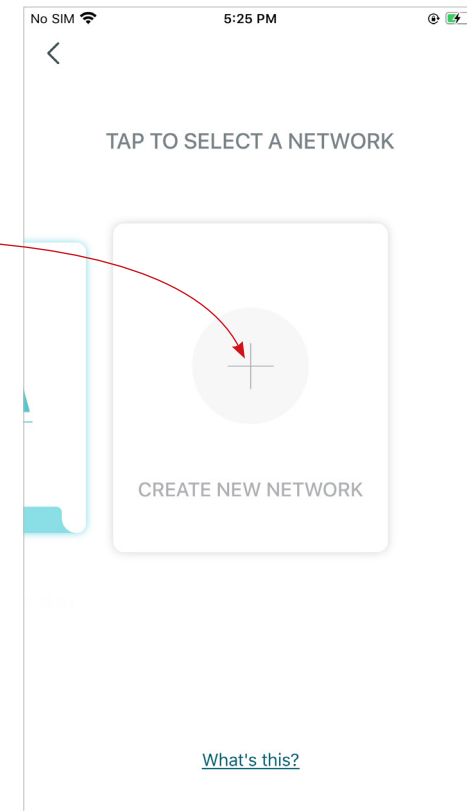 No SIM 5:25 PM
TAP TO SELECT A NETWORK
CREATE NEW NETWORK
What's this?